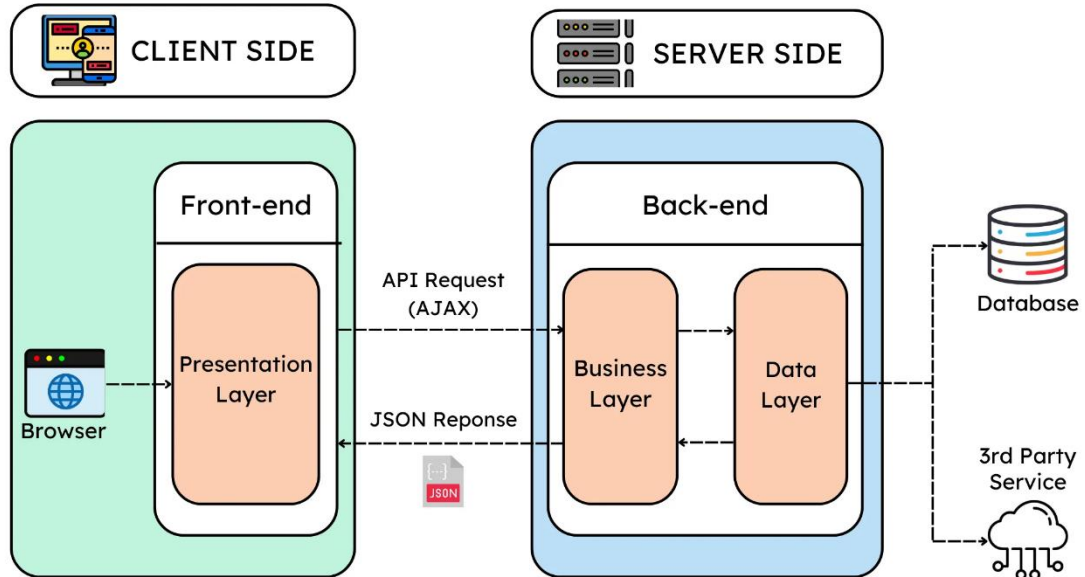 CLIENT SIDE
SERVER SIDE
Front-end
Back-end
API Request
(AJAX)
Database
Presentation
Layer
Business
Layer
Data
Layer
Browser
JSON Reponse
{...}
JSON
3rd Party
Service